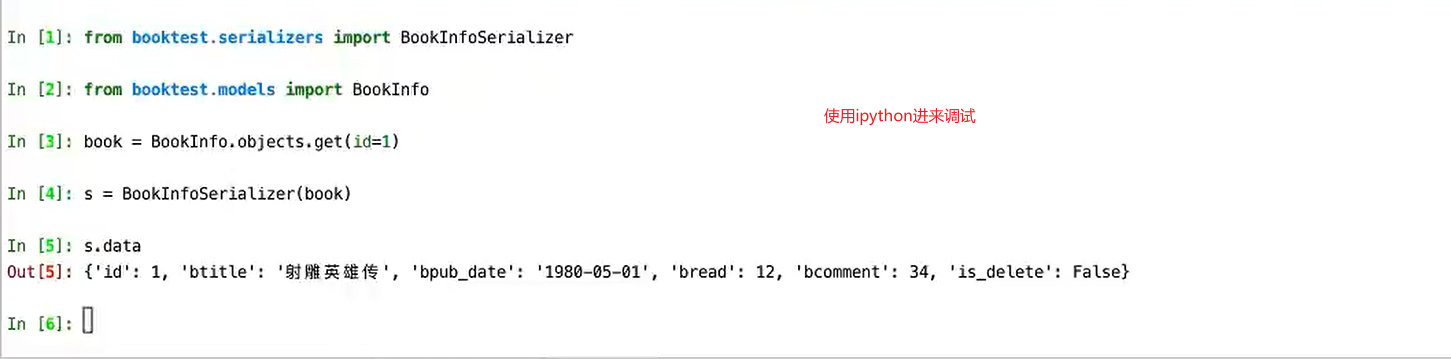 In [1]: from booktest.serializers import BookInfoSerializer
In [2]: from booktest.models import BookInfo
使用ipython进来调试
In [3]: book = BookInfo.objects.get(id=1)
In [4]: s = BookInfoSerializer(book)
In [5]: s.data
Out[5]: {'id': 1, 'btitle': '射雕英雄传', 'bpub_date': '1980-05-01', 'bread': 12, 'bcomment': 34, 'is_delete': False}
In [6]: